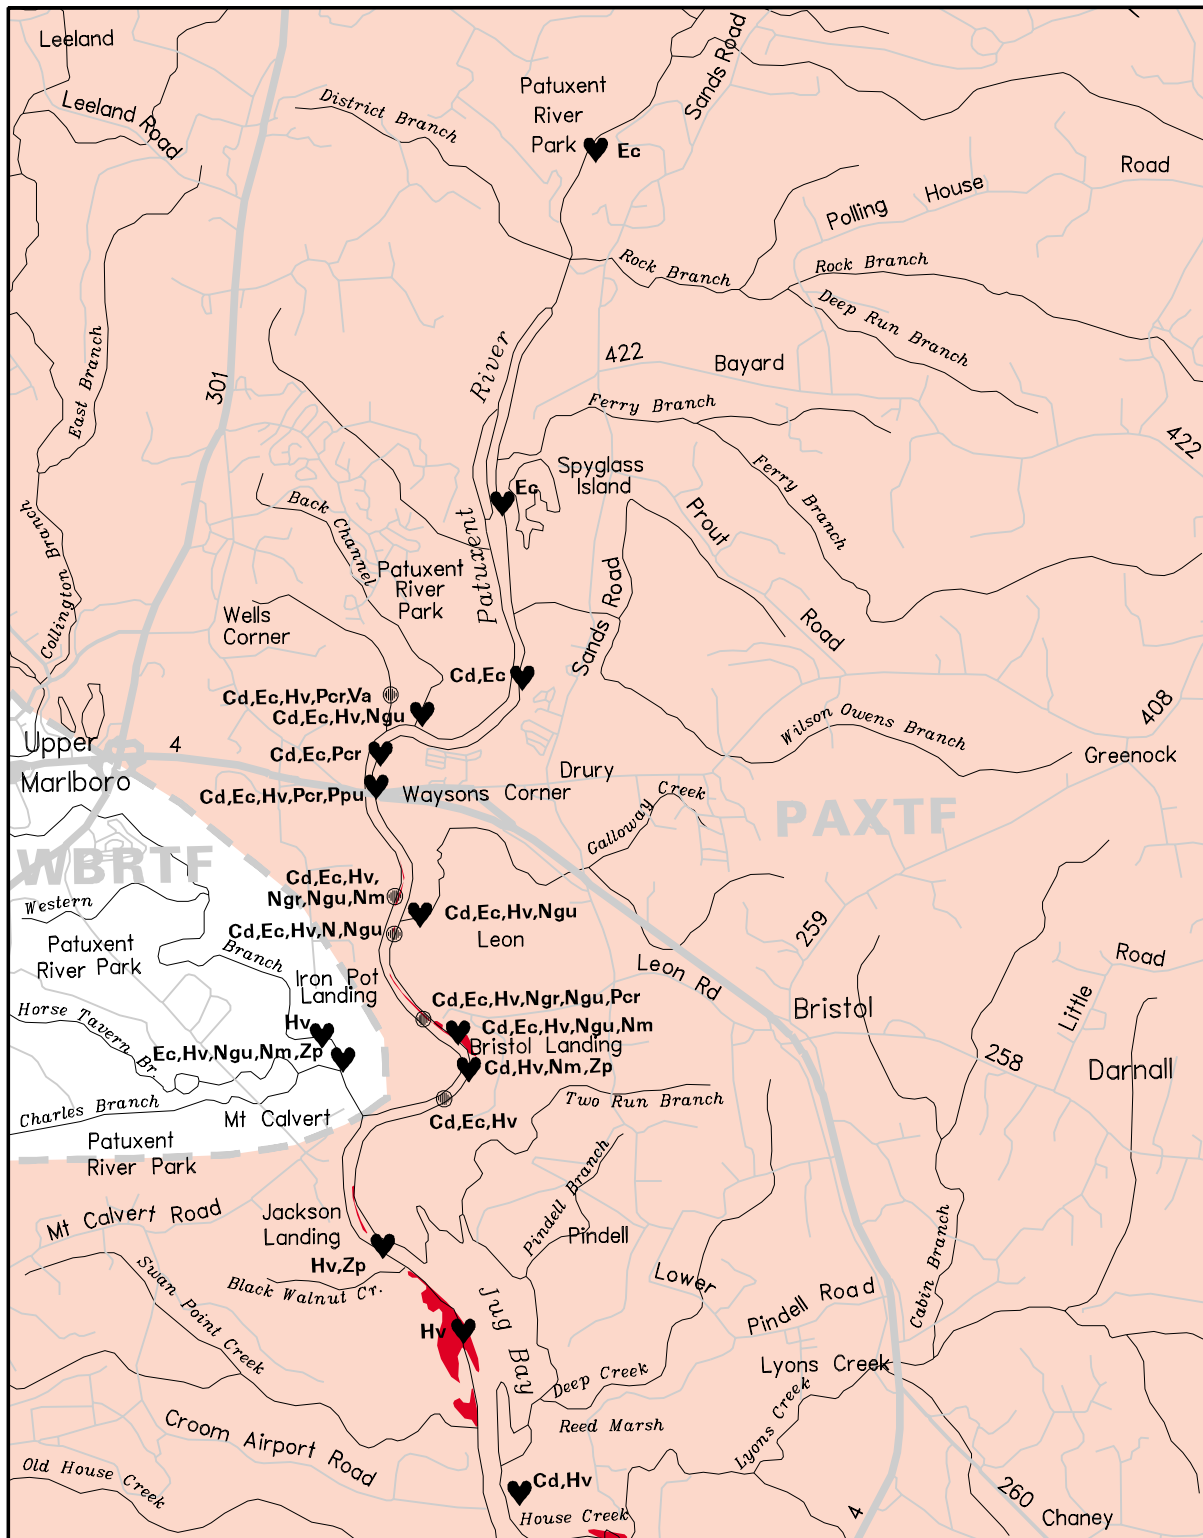 Leeland
Leeland Road
District Branch
Patuxent
River
Park
Ec
Sands Road
Road
Polling House
Rock Branch
Rock Branch
Deep Run Branch
East Branch
301
River
422
Bayard
Ferry Branch
422
Ec
Spyglass
Island
Ferry Branch
Prout
Back Channel
Collington Branch
Patuxent
River
Park
Patuxent
Sands Road
Wells
Corner
Road
Cd,Ec
Cd,Ec,Hv,Pcr,Va
Cd,Ec,Hv,Ngu
408
Wilson Owens Branch
Upper
Marlboro
4
Cd,Ec,Pcr
Greenock
Drury
Cd,Ec,Hv,Pcr,Ppu
Waysons Corner
Galloway Creek
PAXTF
WBRTF
Cd,Ec,Hv,
Ngr,Ngu,Nm
Western
Cd,Ec,Hv,Ngu
Cd,Ec,Hv,N,Ngu
Leon
259
Patuxent
River Park
Branch
Road
Iron Pot
Landing
Leon Rd
Cd,Ec,Hv,Ngr,Ngu,Pcr
Bristol
Little
Horse Tavern Br.
Hv
Cd,Ec,Hv,Ngu,Nm
Bristol Landing
Ec,Hv,Ngu,Nm,Zp
Cd,Hv,Nm,Zp
258
Darnall
Charles Branch
Mt Calvert
Two Run Branch
Cd,Ec,Hv
Patuxent
River Park
Pindell Branch
Mt Calvert Road
Jackson
Landing
Pindell
Cabin Branch
Hv,Zp
Swan Point Creek
Black Walnut Cr.
Lower
Pindell Road
Jug Bay
Hv
Deep Creek
Lyons Creek
Lyons Creek
Croom Airport Road
Reed Marsh
Old House Creek
Cd,Hv
260
House Creek
4
Chaney